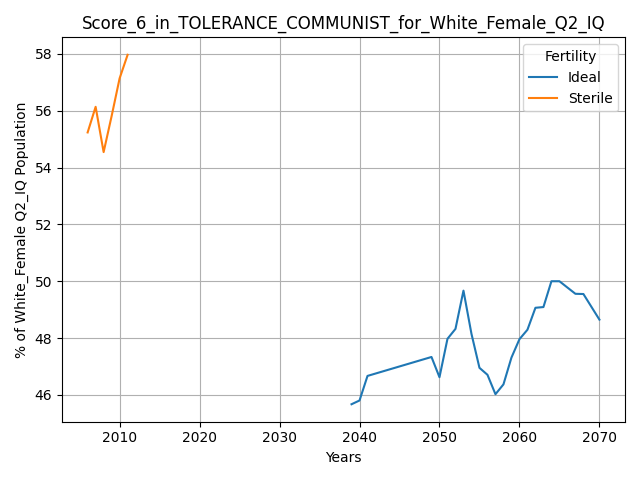 Score_6_in_TOLERANCE_COMMUNIST_for_White_Female_Q2_IQ
58
56
54
52
50
48
46
% of White_Female Q2_IQ Population
Fertility
Ideal
Sterile
2010 2020 2030 2040 2050 2060 2070
Years